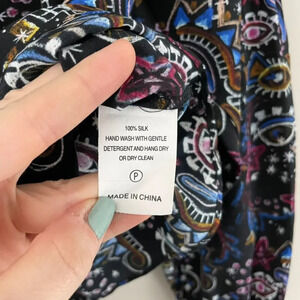 100% SILK
HAND WASH WITH GENTLE
DETERGENT AND HANG DRY
OR DRY CLEAN
P
MADE IN CHINA